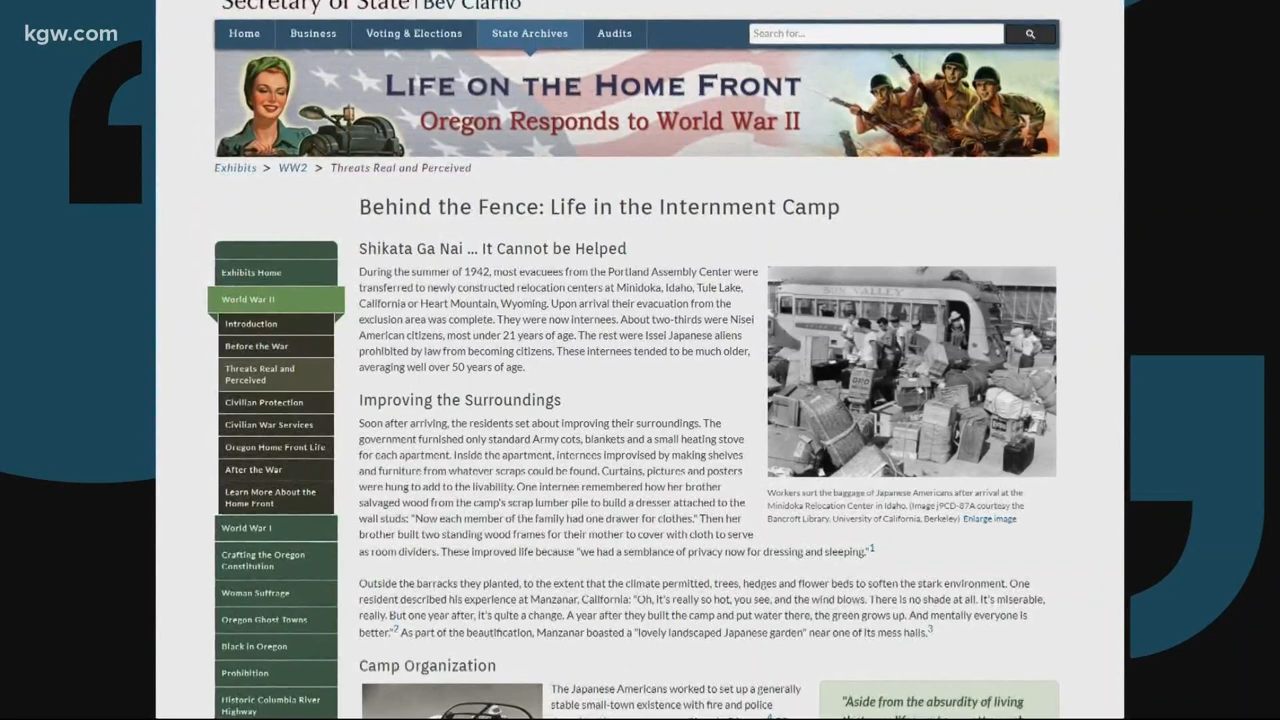 kgw.com
Secretary of State | Bev Clarno
Home Business Voting & Elections State Archives Audits Search for...
LIFE ON THE HOME FRONT
Oregon Responds to World War II
Exhibits > WW2 > Threats Real and Perceived
Behind the Fence: Life in the Internment Camp
Exhibits Home
World War II
Introduction
Before the War
Threats Real and
Perceived
Civilian Protection
Civilian War Services
Oregon Home Front Life
After the War
Learn More About the
Home Front
World War I
Crafting the Oregon
Constitution
Woman Suffrage
Oregon Ghost Towns
Black in Oregon
Prohibition
Historic Columbia River
Highway
Shikata Ga Nai ... It Cannot be Helped
During the summer of 1942, most evacuees from the Portland Assembly Center were
transferred to newly constructed relocation centers at Minidoka, Idaho, Tule Lake,
California or Heart Mountain, Wyoming. Upon arrival their evacuation from the
exclusion area was complete. They were now internees. About two-thirds were Nisei
American citizens, most under 21 years of age. The rest were Issei Japanese aliens
prohibited by law from becoming citizens. These internees tended to be much older,
averaging well over 50 years of age.
SUN VALLEY
Workers sort the baggage of Japanese Americans after arrival at the
Minidoka Relocation Center in Idaho. (Image j9CD-87A courtesy the
Bancroft Library, University of California, Berkeley) Enlarge image
Improving the Surroundings
Soon after arriving, the residents set about improving their surroundings. The
government furnished only standard Army cots, blankets and a small heating stove
for each apartment. Inside the apartment, internees improvised by making shelves
and furniture from whatever scraps could be found. Curtains, pictures and posters
were hung to add to the livability. One internee remembered how her brother
salvaged wood from the camp's scrap lumber pile to build a dresser attached to the
wall studs: "Now each member of the family had one drawer for clothes." Then her
brother built two standing wood frames for their mother to cover with cloth to serve
as room dividers. These improved life because "we had a semblance of privacy now for dressing and sleeping."1
Outside the barracks they planted, to the extent that the climate permitted, trees, hedges and flower beds to soften the stark environment. One
resident described his experience at Manzanar, California: "Oh, it's really so hot, you see, and the wind blows. There is no shade at all. It's miserable,
really. But one year after, it's quite a change. A year after they built the camp and put water there, the green grows up. And mentally everyone is
better."2 As part of the beautification, Manzanar boasted a "lovely landscaped Japanese garden" near one of its mess halls.3
Camp Organization
The Japanese Americans worked to set up a generally
stable small-town existence with fire and police
"Aside from the absurdity of living